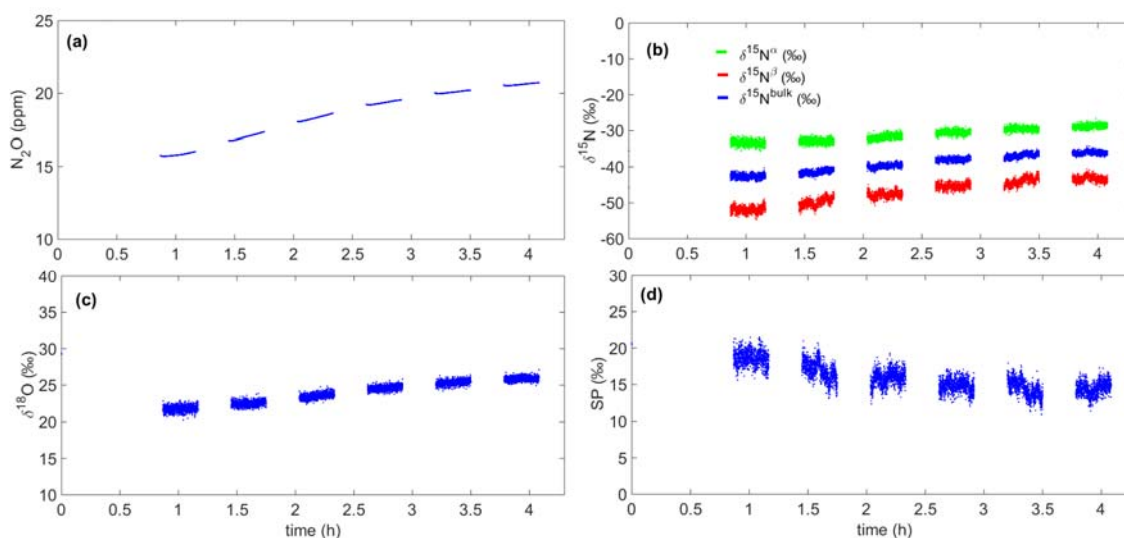 (a)
N₂O (ppm)
25
20
15
10
0 0.5 1 1.5 2 2.5 3 3.5 4
(b)
δ¹⁵N (‰)
0
-10
-20
-30
-40
-50
-60
δ¹⁵Nᵅ (‰)
δ¹⁵Nᵝ (‰)
δ¹⁵Nᵇᵘˡᵏ (‰)
0 0.5 1 1.5 2 2.5 3 3.5 4
(c)
δ¹⁸O (‰)
40
35
30
25
20
15
10
0 0.5 1 1.5 2 2.5 3 3.5 4
time (h)
(d)
SP (‰)
30
25
20
15
10
5
0
0 0.5 1 1.5 2 2.5 3 3.5 4
time (h)